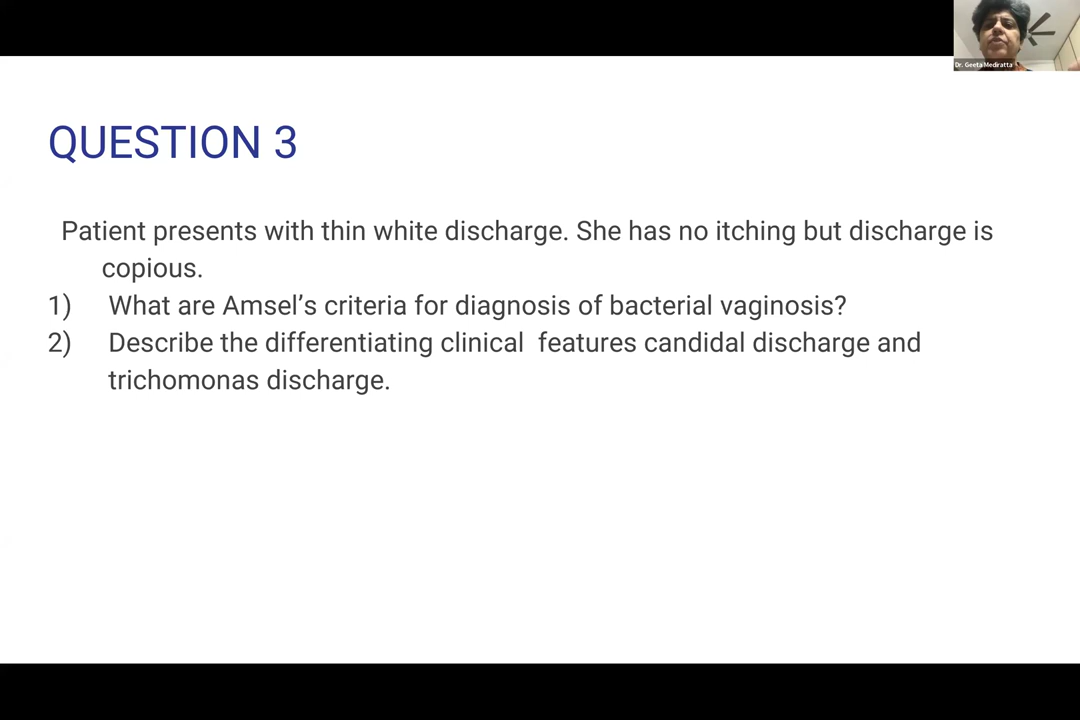 Dr. Geeta Mediratta
QUESTION 3
Patient presents with thin white discharge. She has no itching but discharge is
copious.
1) What are Amsel’s criteria for diagnosis of bacterial vaginosis?
2) Describe the differentiating clinical  features candidal discharge and
trichomonas discharge.